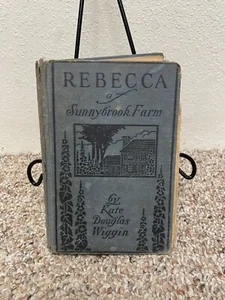 REBECCA
of
Sunnybrook Farm
by
Kate
Douglas
Wiggin